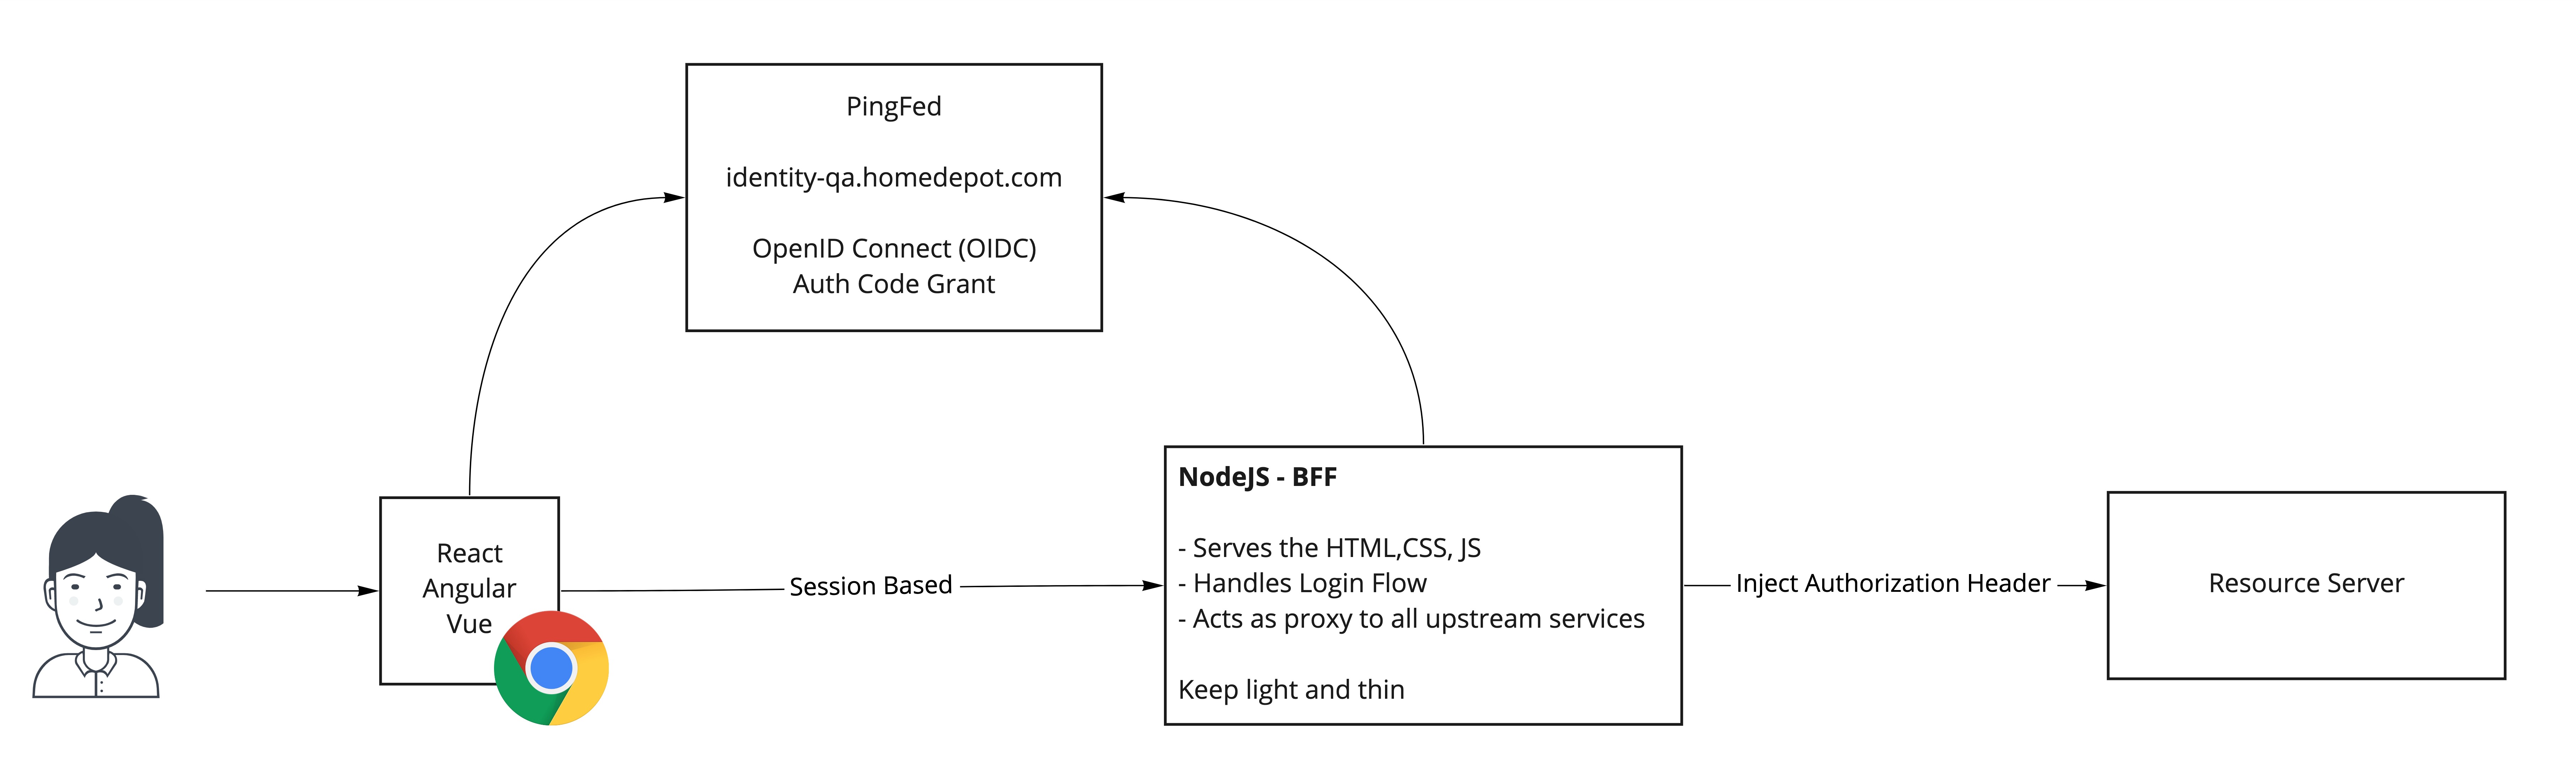 PingFed
identity-qa.homedepot.com
OpenID Connect (OIDC)
Auth Code Grant
React
Angular
Vue
Session Based
NodeJS - BFF
- Serves the HTML,CSS, JS
- Handles Login Flow
- Acts as proxy to all upstream services
Keep light and thin
Inject Authorization Header
Resource Server